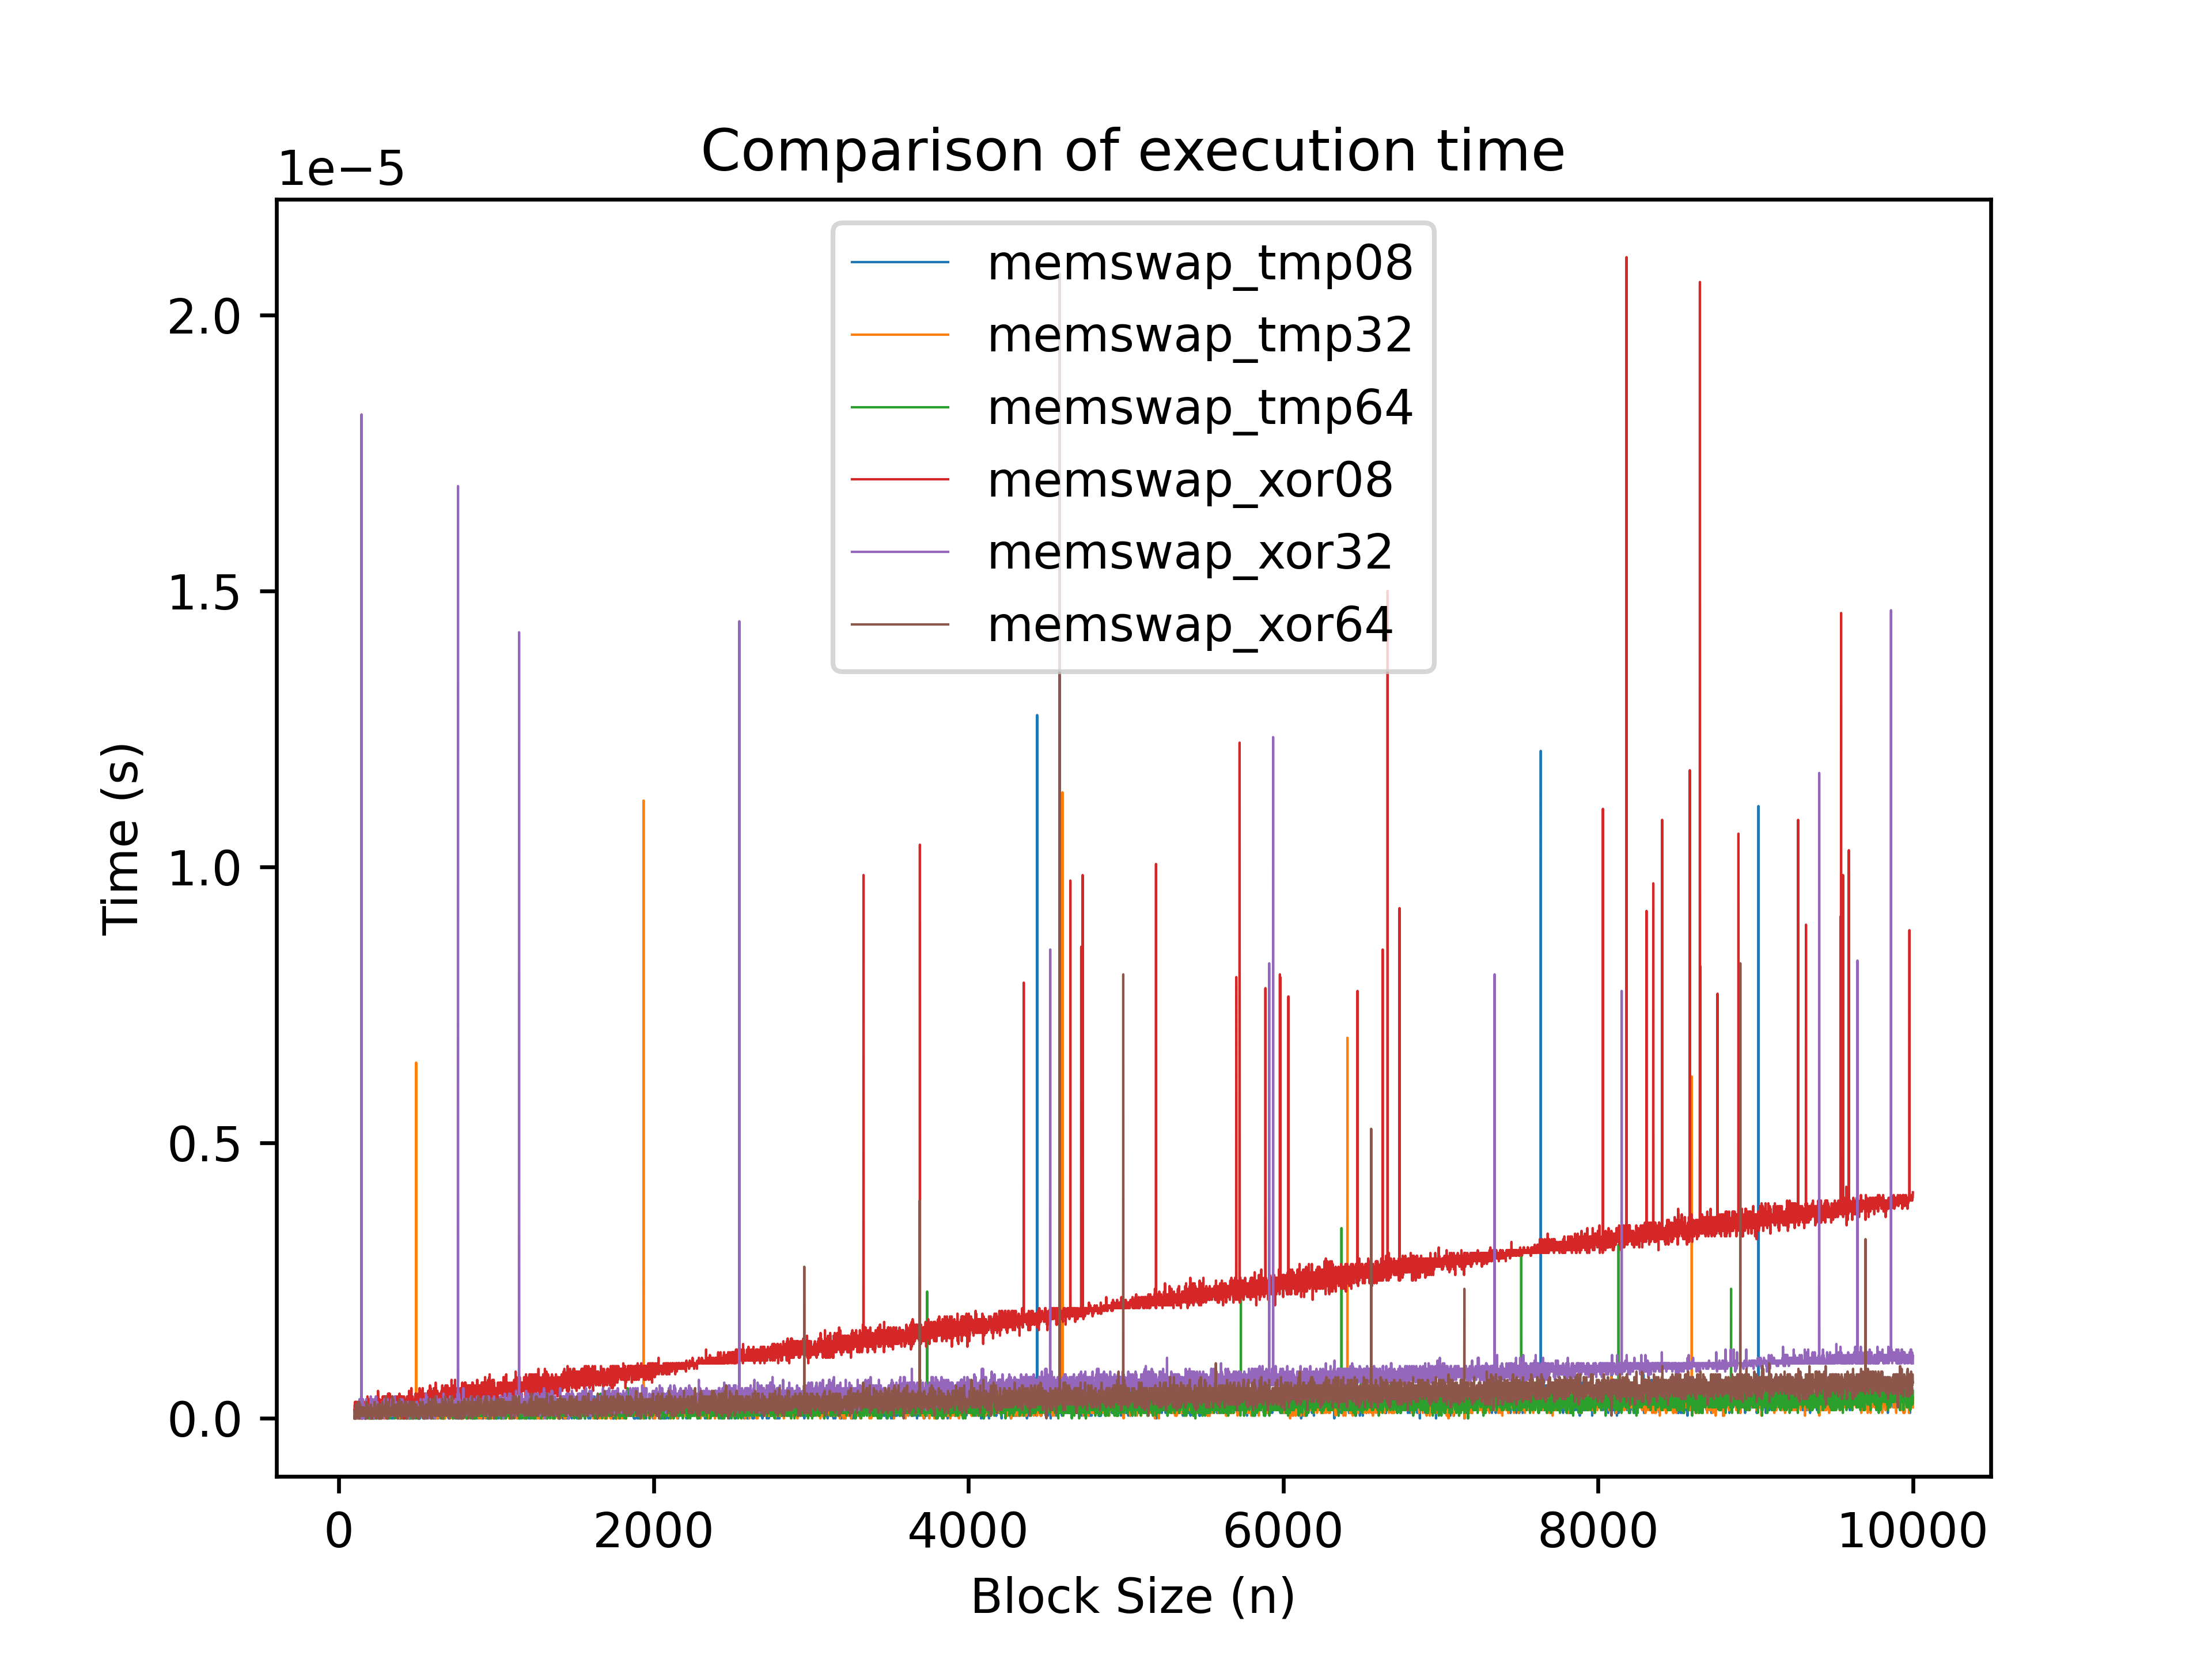 Comparison of execution time
1e−5
memswap_tmp08
memswap_tmp32
memswap_tmp64
memswap_xor08
memswap_xor32
memswap_xor64
2.0
1.5
1.0
0.5
0.0
Time (s)
0 2000 4000 6000 8000 10000
Block Size (n)